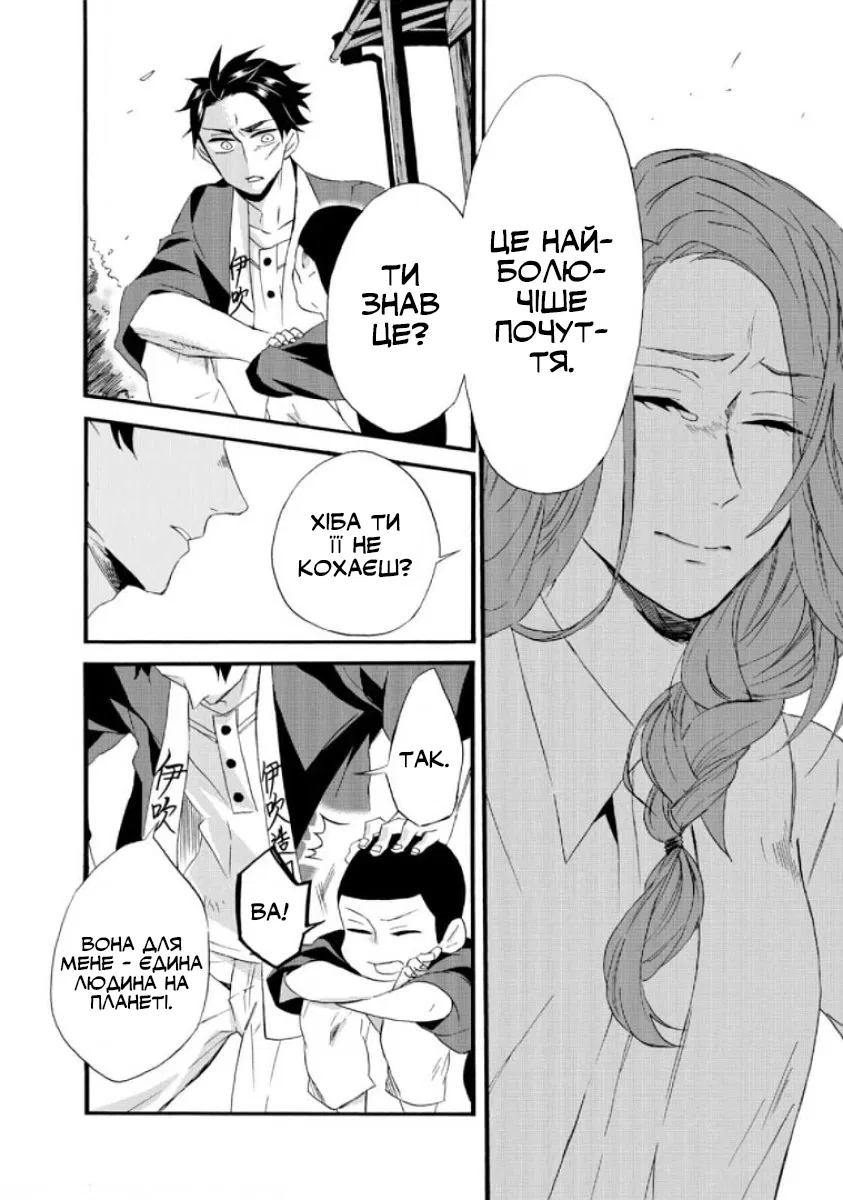 ЦЕ НАЙ-
БОЛЮ-
ЧІШЕ
ПОЧУТ-
ТЯ.
ТИ
ЗНАВ
ЦЕ?
伊吹
ХІБА ТИ
ЇЇ НЕ
КОХАЄШ?
ТАК.
伊吹
伊吹造
ВА!
ВОНА ДЛЯ
МЕНЕ – ЄДИНА
ЛЮДИНА НА
ПЛАНЕТІ.